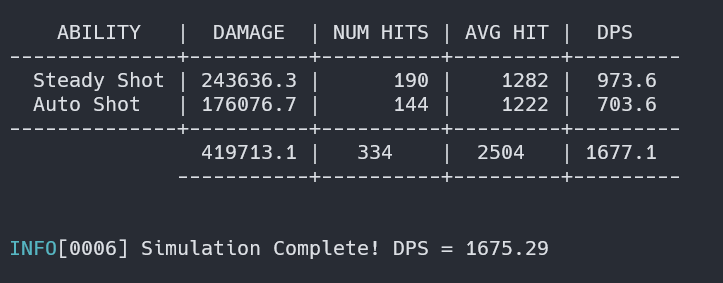 ABILITY | DAMAGE | NUM HITS | AVG HIT | DPS
--------------+----------+----------+---------+---------
Steady Shot | 243636.3 | 190 | 1282 | 973.6
Auto Shot | 176076.7 | 144 | 1222 | 703.6
--------------+----------+----------+---------+---------
419713.1 | 334 | 2504 | 1677.1
----------+----------+---------+---------
INFO[0006] Simulation Complete! DPS = 1675.29